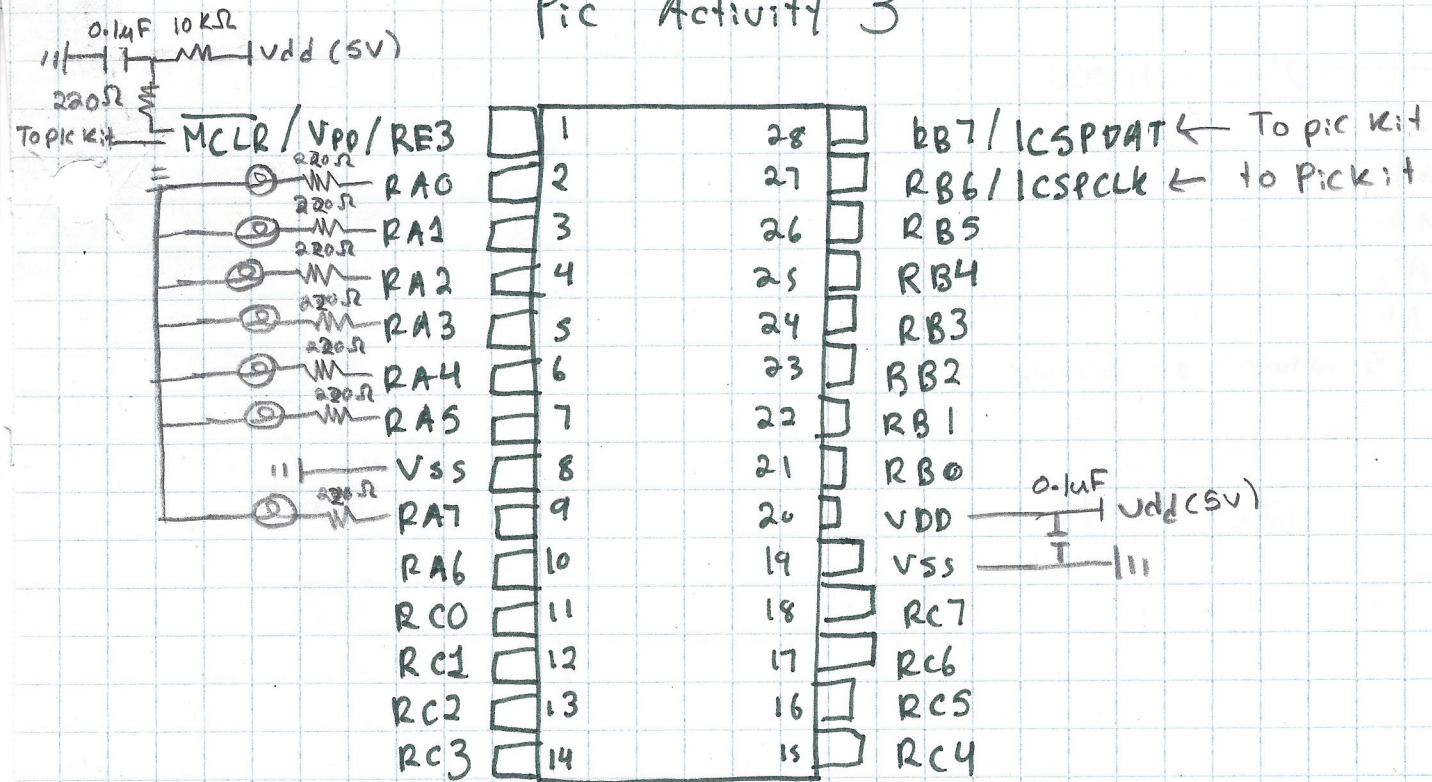 Pic Activity 3
0.1µF 10KΩ
Vdd (5V)
220Ω
To pic Kit MCLR / VPP / RE3 1 28 RB7 / ICSPDAT ← To pic Kit
220Ω
RA0 2 27 RB6 / ICSPCLK ← to Pickit
220Ω
RA1 3 26 RB5
220Ω
RA2 4 25 RB4
220Ω
RA3 5 24 RB3
220Ω
RA4 6 23 BB2
220Ω
RA5 7 22 RB1
VSS 8 21 RB0
0.1uF
220Ω
RA7 9 20 VDD Vdd (5V)
RA6 10 19 VSS
RC0 11 18 RC7
RC1 12 17 RC6
RC2 13 16 RC5
RC3 14 15 RC4